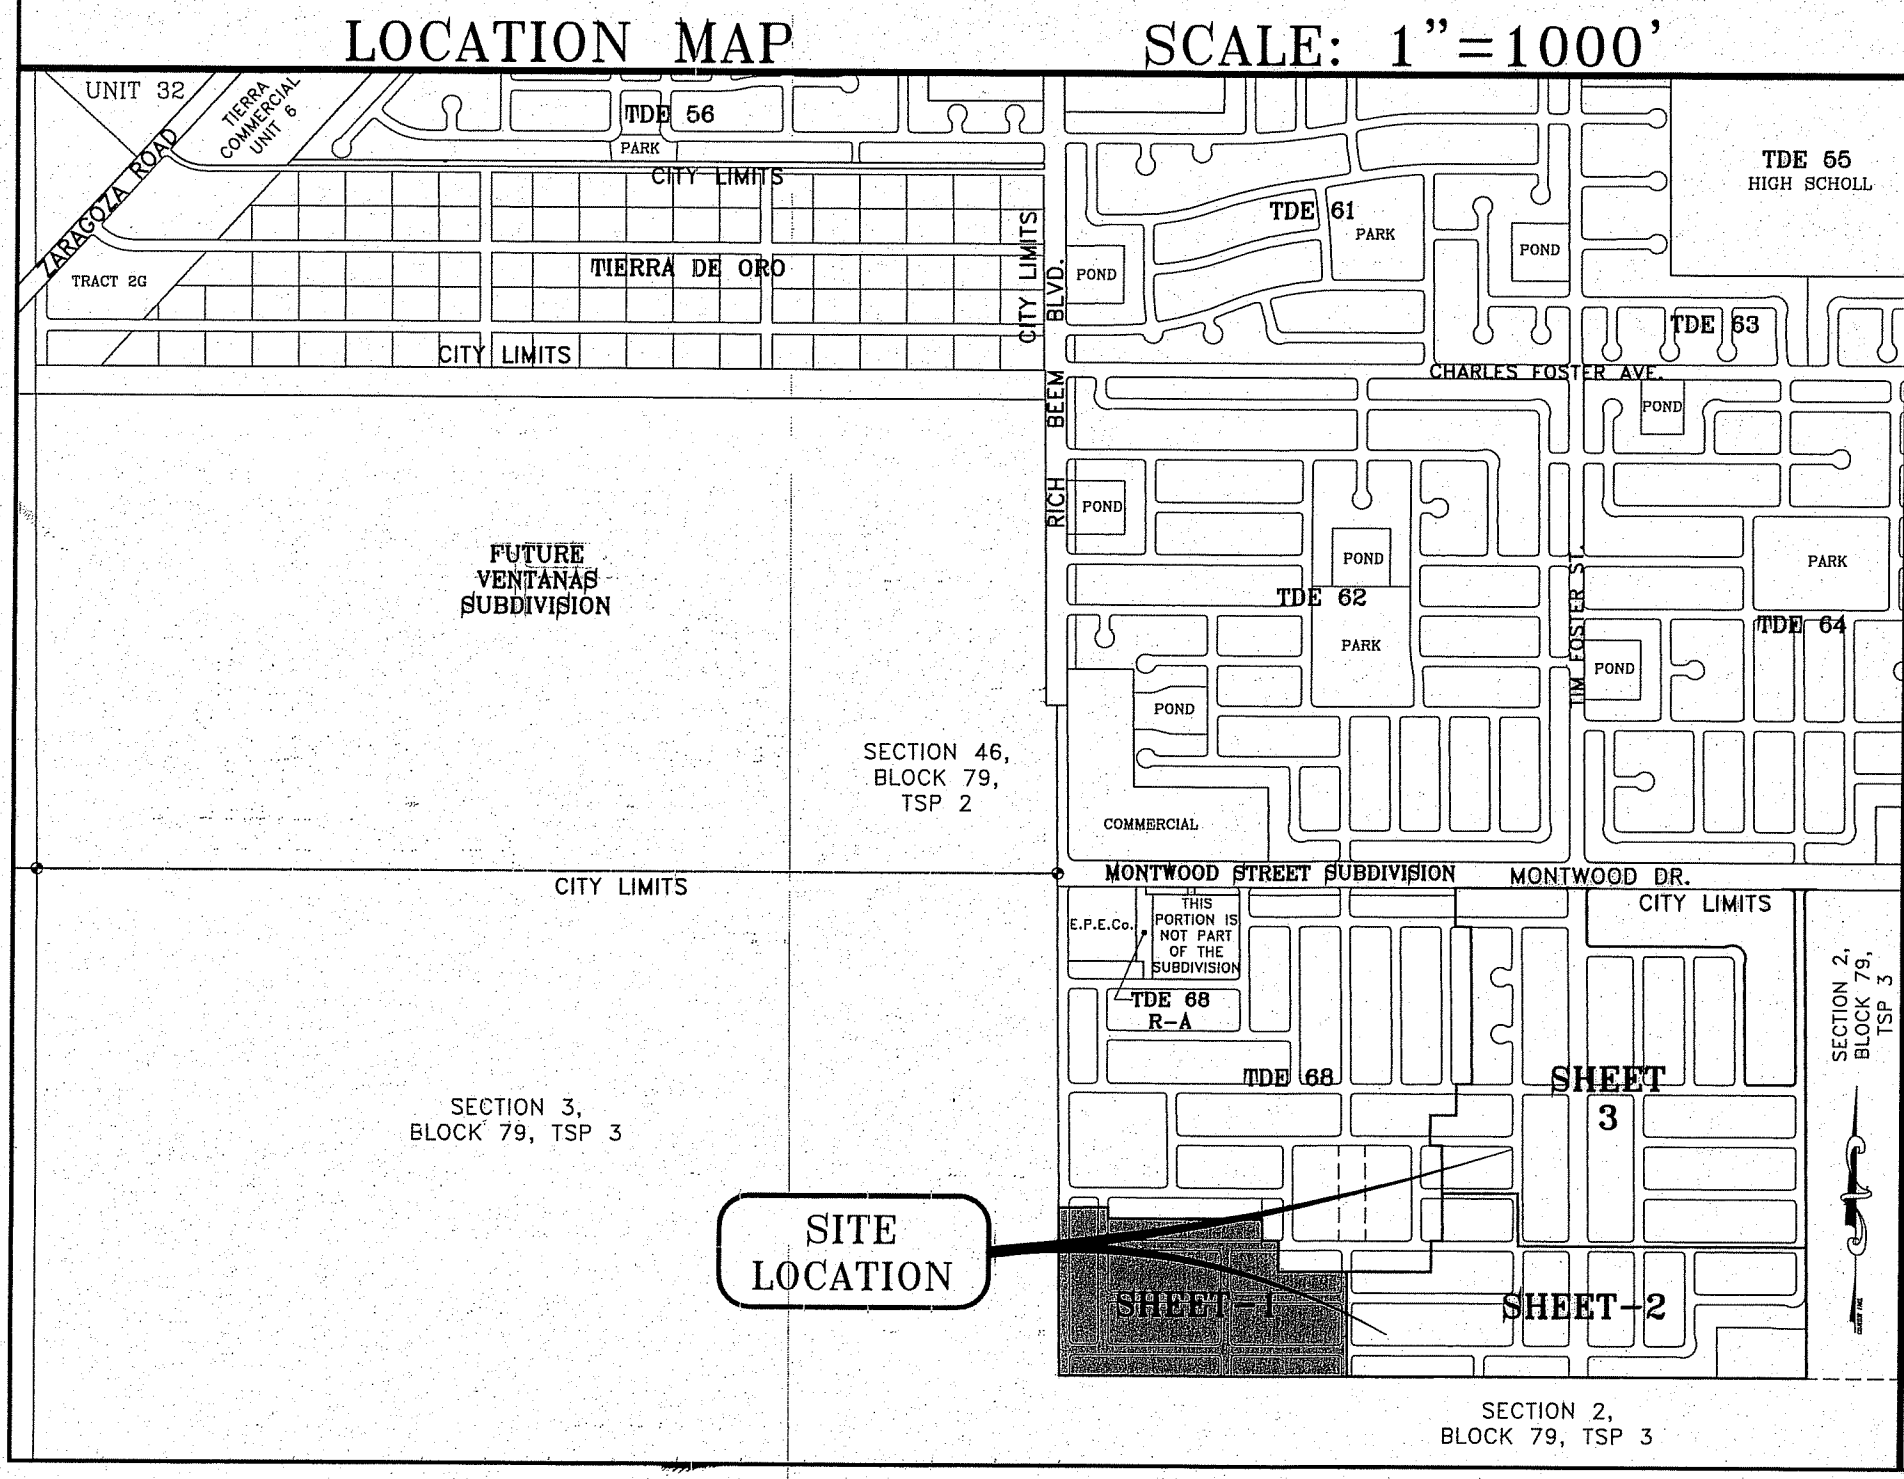 LOCATION MAP
SCALE: 1"=1000'
UNIT 32
TIERRA
COMMERCIAL
UNIT 6
TDE 56
PARK
CITY LIMITS
ZARAGOZA ROAD
TRACT 2G
TIERRA DE ORO
CITY LIMITS
CITY LIMITS
RICH BEEM BLVD.
TDE 61
PARK
POND
POND
TDE 55
HIGH SCHOLL
TDE 63
CHARLES FOSTER AVE.
POND
POND
POND
TDE 62
PARK
TIM FOSTER ST.
PARK
TDE 64
POND
POND
FUTURE
VENTANAS
SUBDIVISION
SECTION 46,
BLOCK 79,
TSP 2
COMMERCIAL
CITY LIMITS
MONTWOOD STREET SUBDIVISION
MONTWOOD DR.
CITY LIMITS
E.P.E.Co.
THIS
PORTION IS
NOT PART
OF THE
SUBDIVISION
TDE 68
R-A
TDE 68
SHEET
3
SECTION 2,
BLOCK 79,
TSP 3
SECTION 3,
BLOCK 79, TSP 3
SITE
LOCATION
SHEET-1
SHEET-2
SECTION 2,
BLOCK 79, TSP 3